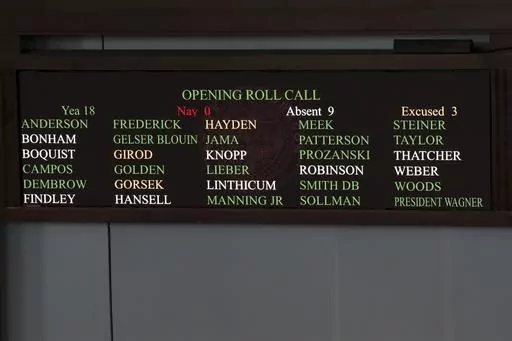 OPENING ROLL CALL
Yea 18 Nay 0 Absent 9 Excused 3
ANDERSON FREDERICK HAYDEN MEEK STEINER
BONHAM GELSER BLOUIN JAMA PATTERSON TAYLOR
BOQUIST GIROD KNOPP PROZANSKI THATCHER
CAMPOS GOLDEN LIEBER ROBINSON WEBER
DEMBROW GORSEK LINTHICUM SMITH DB WOODS
FINDLEY HANSELL MANNING JR SOLLMAN PRESIDENT WAGNER